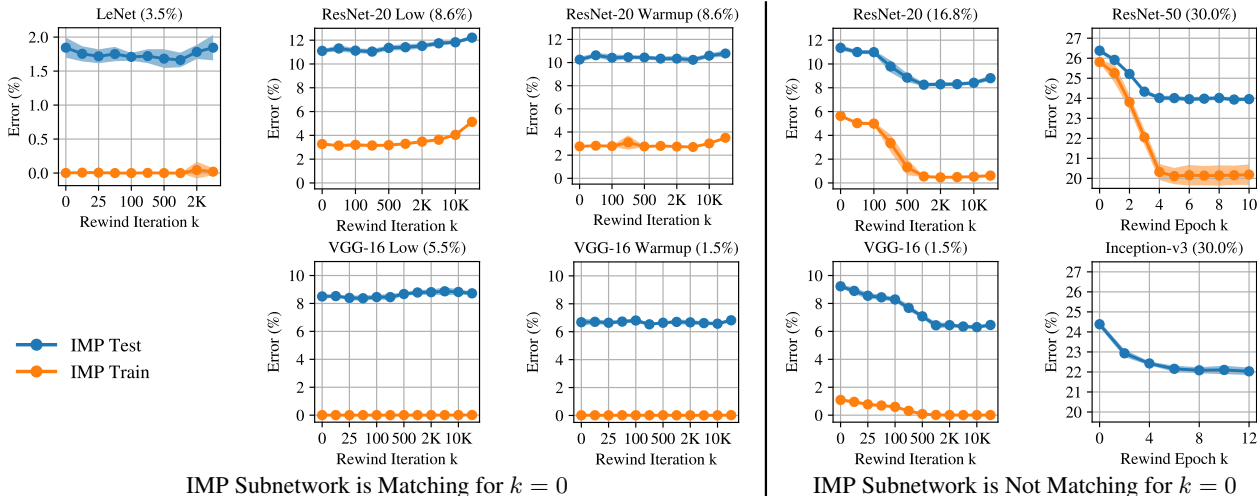 LeNet (3.5%)
Error (%)
2.0
1.5
1.0
0.5
0.0
0 25 100 500 2K
Rewind Iteration k
ResNet-20 Low (8.6%)
Error (%)
12
10
8
6
4
2
0
0 100 500 2K 10K
Rewind Iteration k
ResNet-20 Warmup (8.6%)
Error (%)
12
10
8
6
4
2
0
0 100 500 2K 10K
Rewind Iteration k
ResNet-20 (16.8%)
Error (%)
12
10
8
6
4
2
0
0 100 500 2K 10K
Rewind Iteration k
ResNet-50 (30.0%)
Error (%)
27
26
25
24
23
22
21
20
0 2 4 6 8 10
Rewind Epoch k
IMP Test
IMP Train
VGG-16 Low (5.5%)
Error (%)
10
8
6
4
2
0
0 25 100 500 2K 10K
Rewind Iteration k
VGG-16 Warmup (1.5%)
Error (%)
10
8
6
4
2
0
0 25 100 500 2K 10K
Rewind Iteration k
VGG-16 (1.5%)
Error (%)
10
8
6
4
2
0
0 25 100 500 2K 10K
Rewind Iteration k
Inception-v3 (30.0%)
Error (%)
27
26
25
24
23
22
21
20
0 4 8 12
Rewind Epoch k
IMP Subnetwork is Matching for k = 0
IMP Subnetwork is Not Matching for k = 0